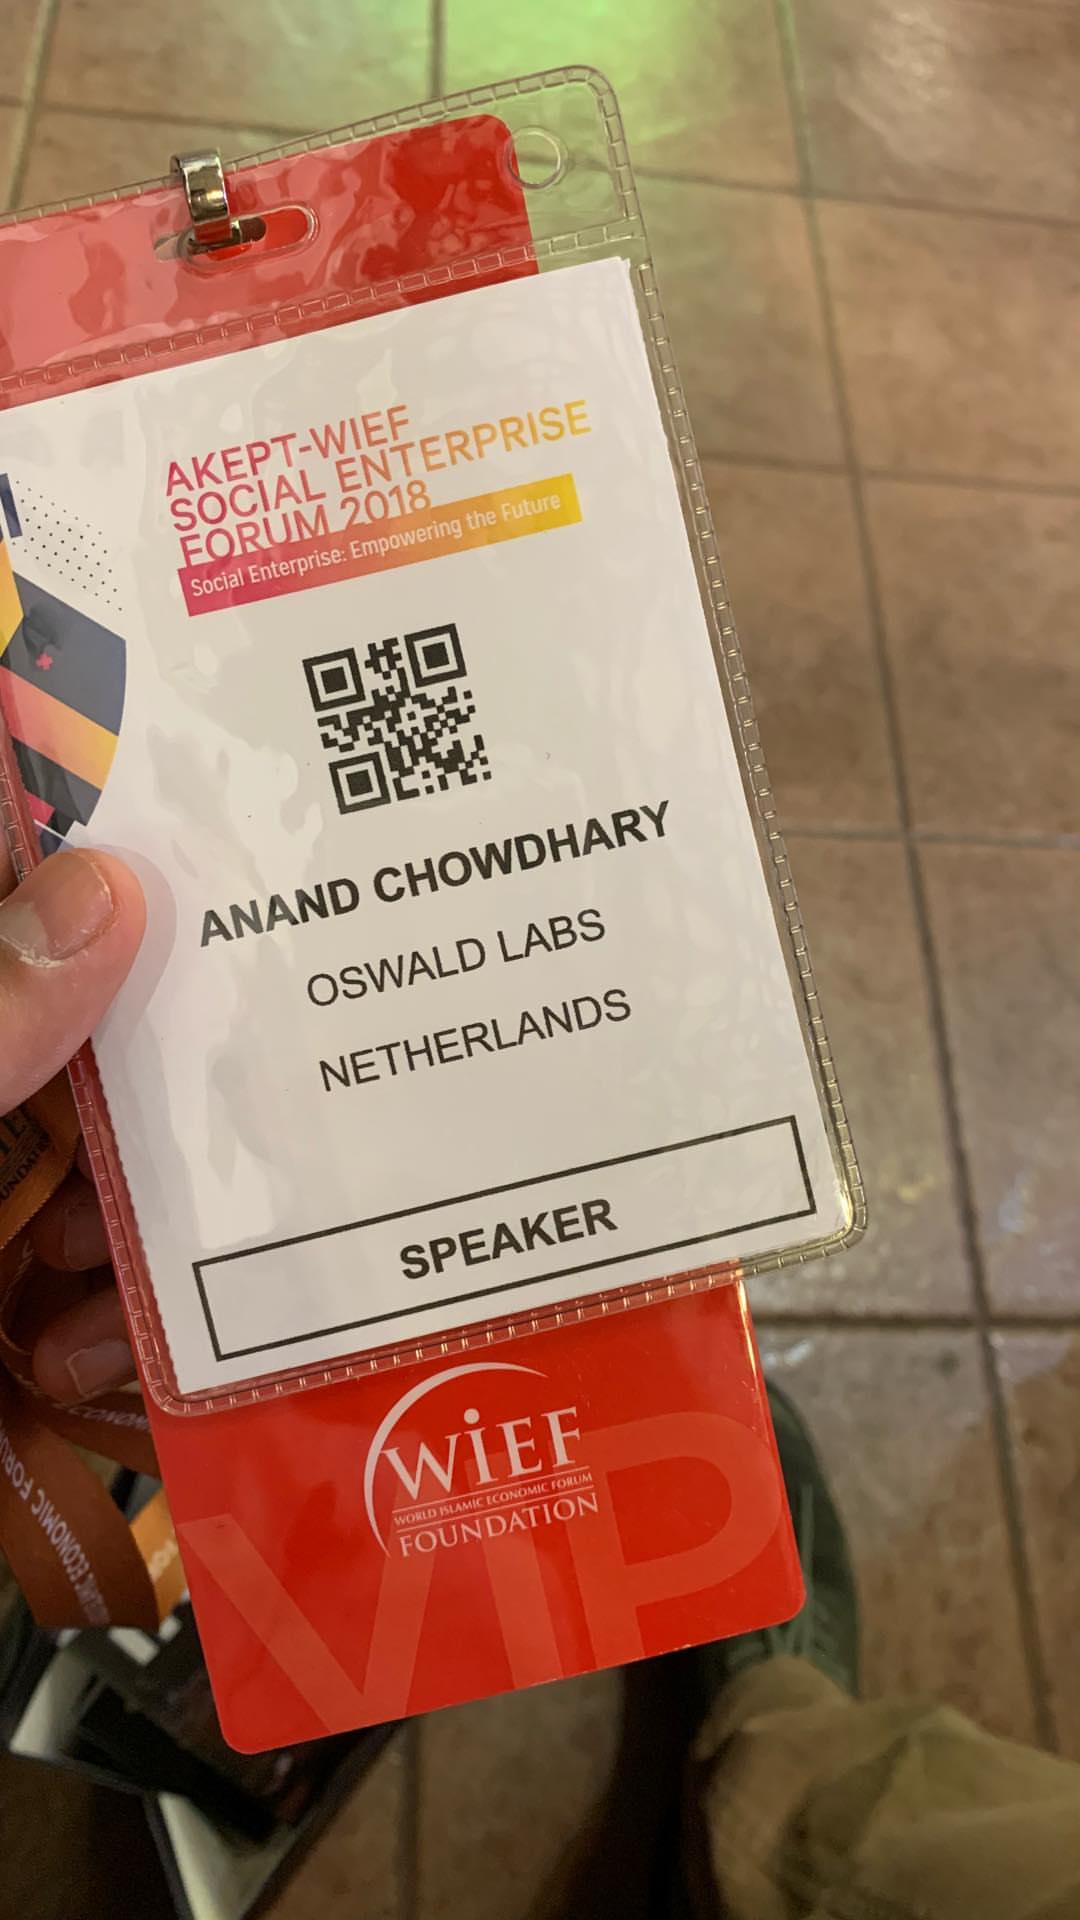 AKEPT-WIEF
SOCIAL ENTERPRISE
FORUM 2018
Social Enterprise: Empowering the Future
ANAND CHOWDHARY
OSWALD LABS
NETHERLANDS
SPEAKER
WIEF
WORLD ISLAMIC ECONOMIC FORUM
FOUNDATION
VIP
ECONOMIC FORUM